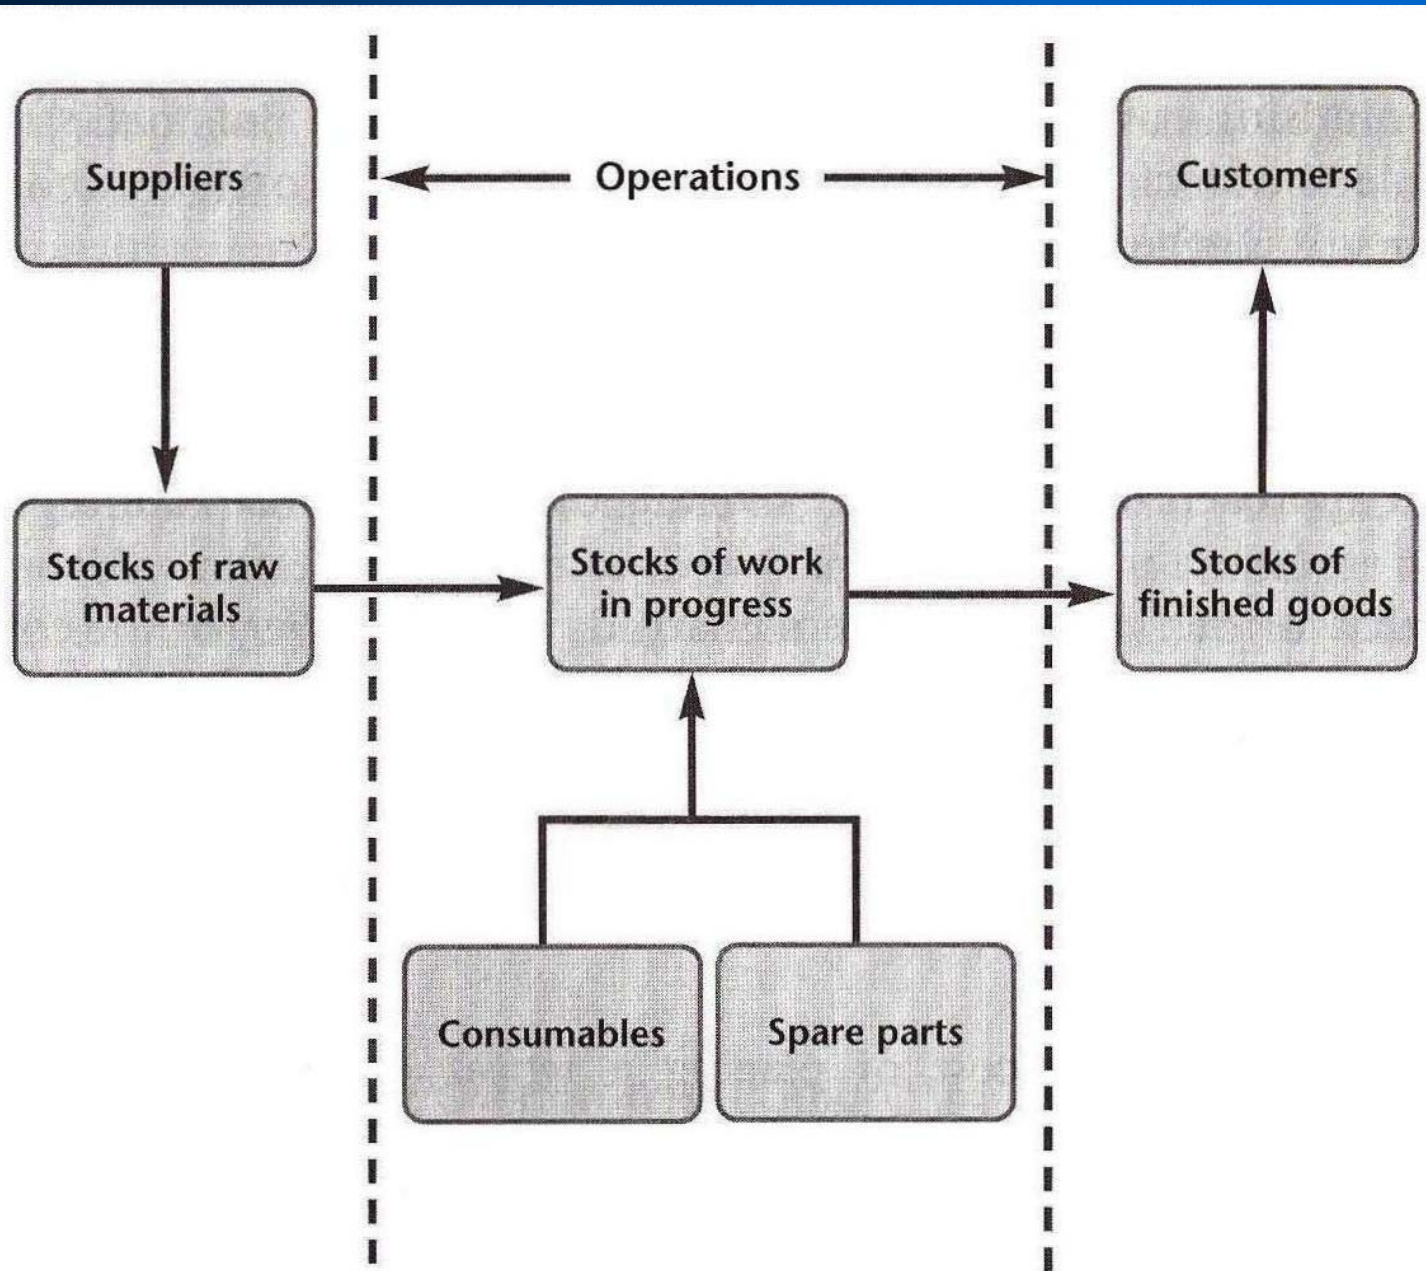 Suppliers
Operations
Customers
Stocks of raw
materials
Stocks of work
in progress
Stocks of
finished goods
Consumables
Spare parts